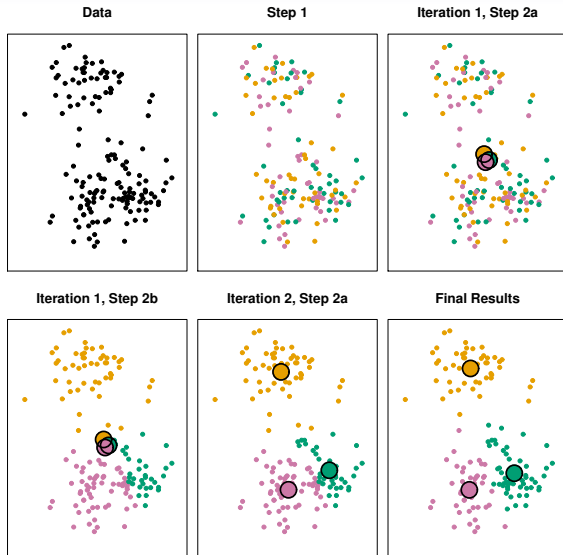 Data
Step 1
Iteration 1, Step 2a
Iteration 1, Step 2b
Iteration 2, Step 2a
Final Results